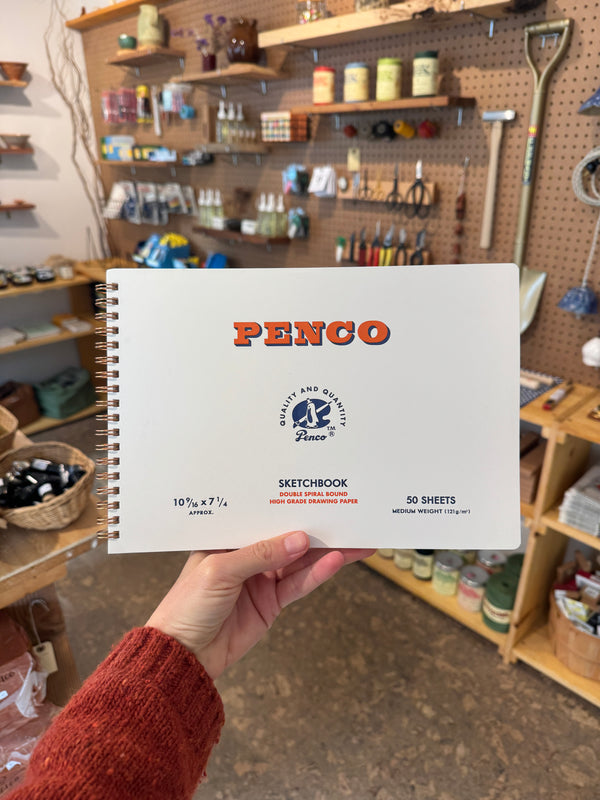 PENCO
QUALITY AND QUANTITY
Penco ® ™
SKETCHBOOK
DOUBLE SPIRAL BOUND
HIGH GRADE DRAWING PAPER
10 9/16 x 7 1/4
APPROX.
50 SHEETS
MEDIUM WEIGHT (121g/m²)